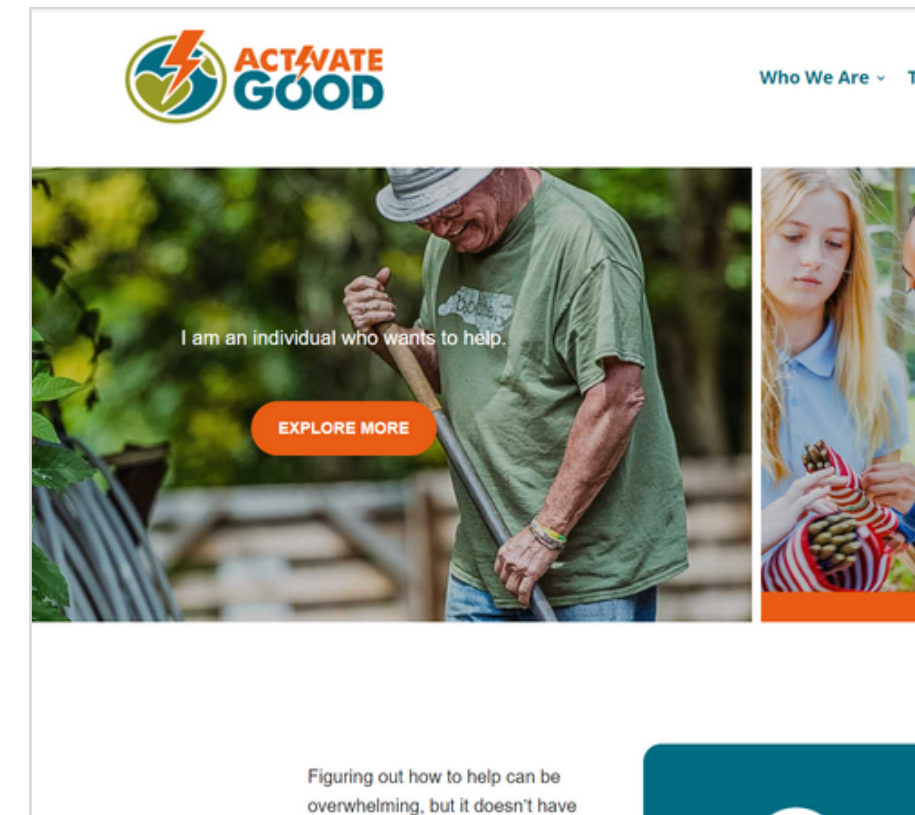 ACTIVATE
GOOD
Who We Are
T
I am an individual who wants to help.
EXPLORE MORE
Figuring out how to help can be
overwhelming, but it doesn't have